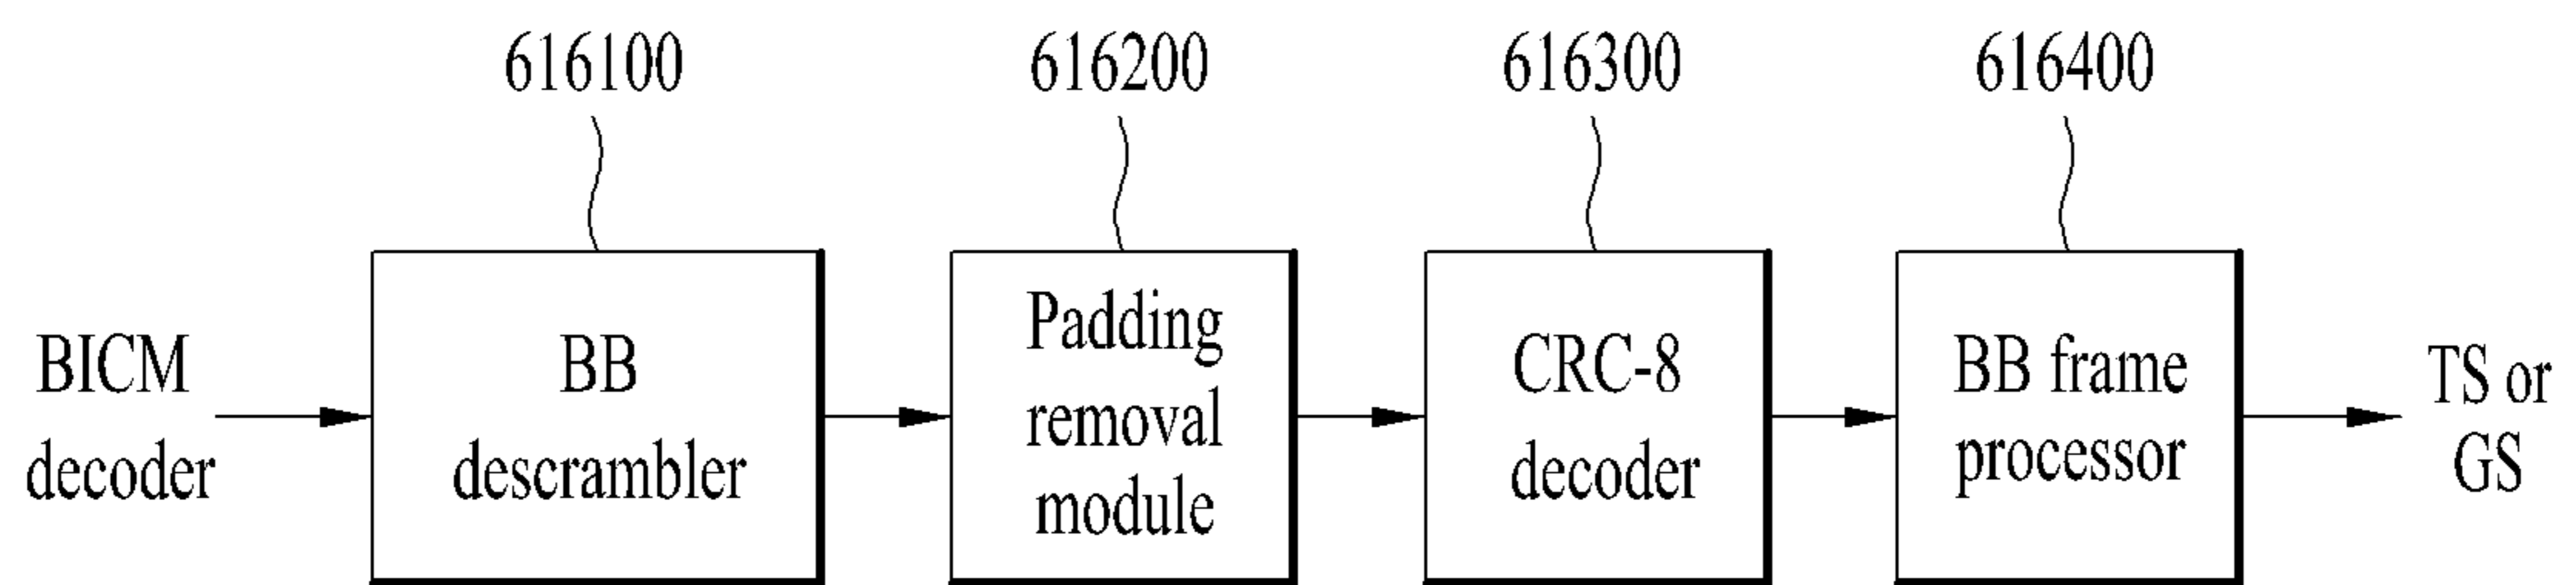 616100
616200
616300
616400
BICM
decoder
BB
descrambler
Padding
removal
module
CRC-8
decoder
BB frame
processor
TS or
GS